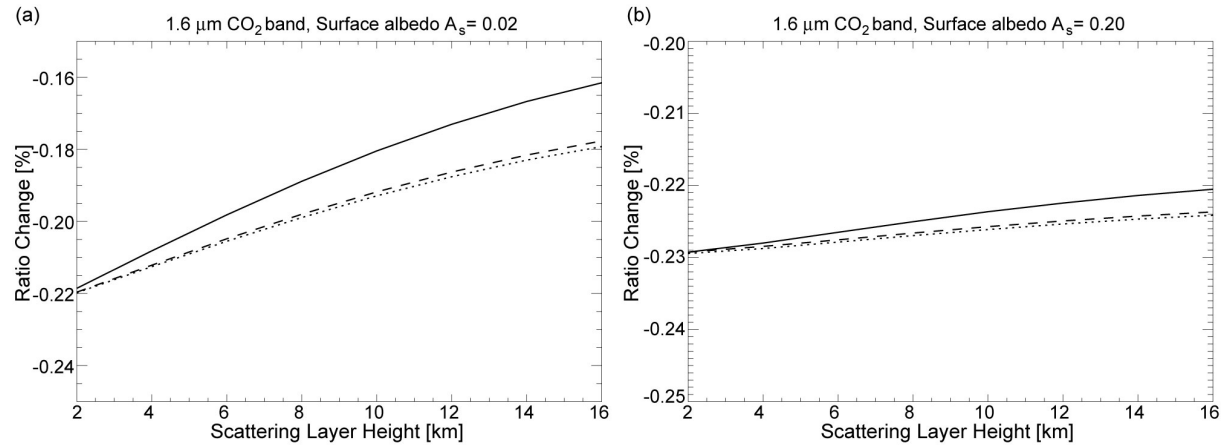 (a)
1.6 μm CO₂ band, Surface albedo Aₛ= 0.02
Ratio Change [%]
-0.16
-0.18
-0.20
-0.22
-0.24
2 4 6 8 10 12 14 16
Scattering Layer Height [km]
(b)
1.6 μm CO₂ band, Surface albedo Aₛ= 0.20
Ratio Change [%]
-0.20
-0.21
-0.22
-0.23
-0.24
-0.25
2 4 6 8 10 12 14 16
Scattering Layer Height [km]